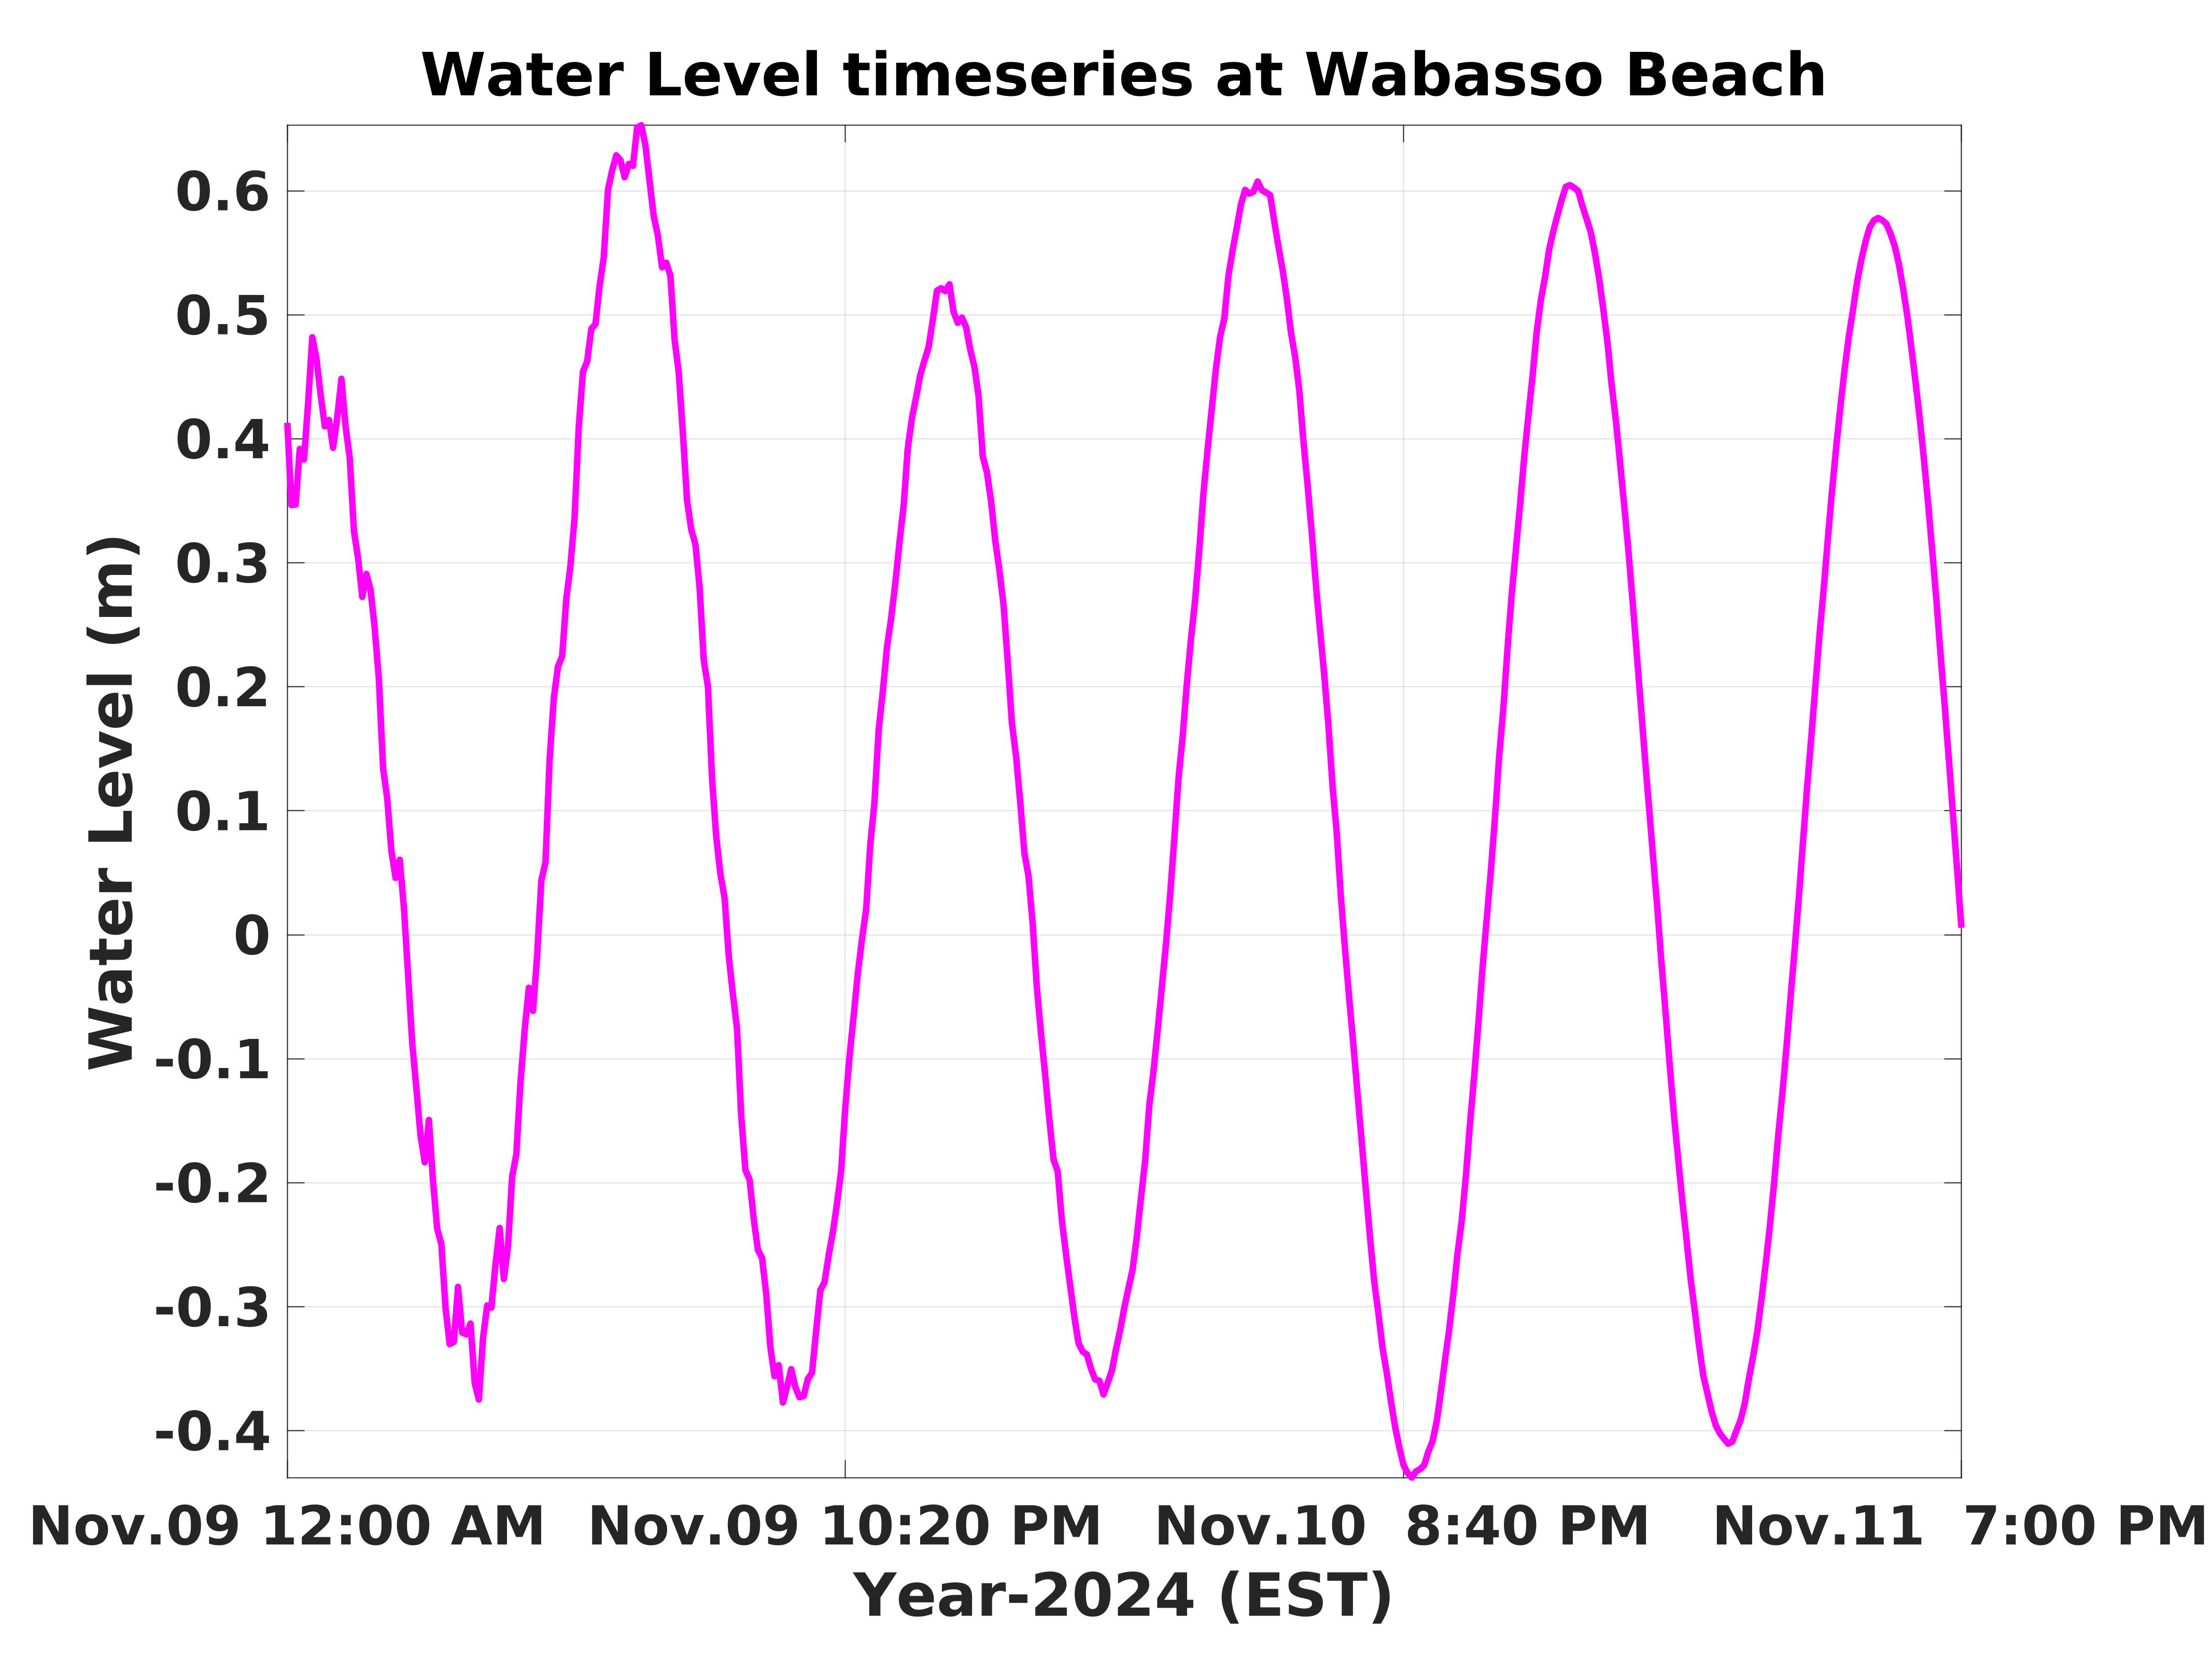 Water Level timeseries at Wabasso Beach
Water Level (m)
0.6
0.5
0.4
0.3
0.2
0.1
0
-0.1
-0.2
-0.3
-0.4
Nov.09 12:00 AM Nov.09 10:20 PM Nov.10 8:40 PM Nov.11 7:00 PM
Year-2024 (EST)